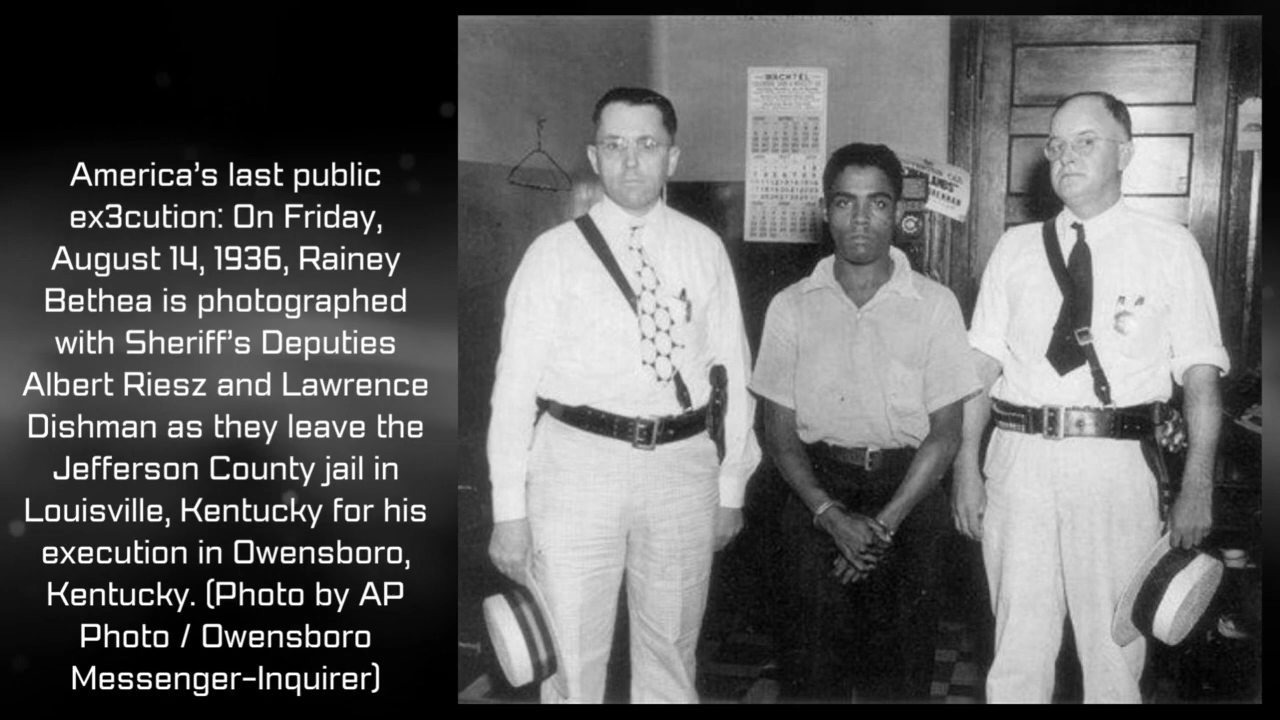 America's last public
ex3cution: On Friday,
August 14, 1936, Rainey
Bethea is photographed
with Sheriff's Deputies
Albert Riesz and Lawrence
Dishman as they leave the
Jefferson County jail in
Louisville, Kentucky for his
execution in Owensboro,
Kentucky. (Photo by AP
Photo / Owensboro
Messenger-Inquirer)
WACHTEL